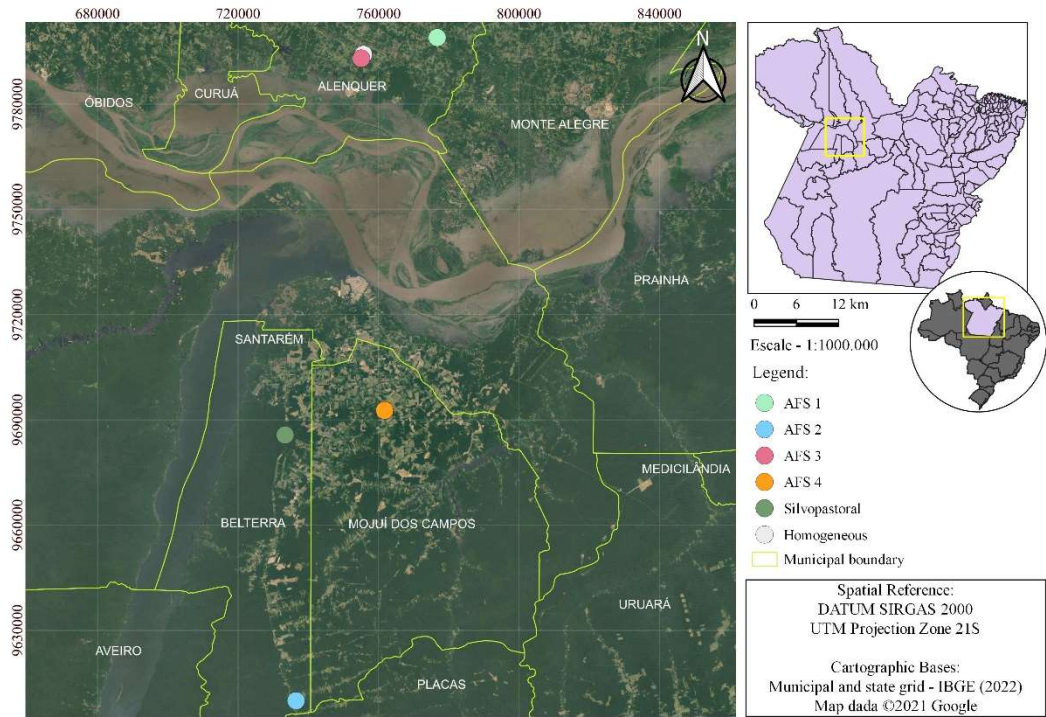 680000 720000 760000 800000 840000
N
ALENQUER
CURUÁ
ÓBIDOS
MONTE ALEGRE
9780000
9750000
PRAINHA
9720000
SANTARÉM
9690000
MEDICILÂNDIA
9660000
BELTERRA
MOJUÍ DOS CAMPOS
URUARÁ
9630000
AVEIRO
PLACAS
0 6 12 km
Escale - 1:1000.000
Legend:
AFS 1
AFS 2
AFS 3
AFS 4
Silvopastoral
Homogeneous
Municipal boundary
Spatial Reference:
DATUM SIRGAS 2000
UTM Projection Zone 21S
Cartographic Bases:
Municipal and state grid - IBGE (2022)
Map dada ©2021 Google